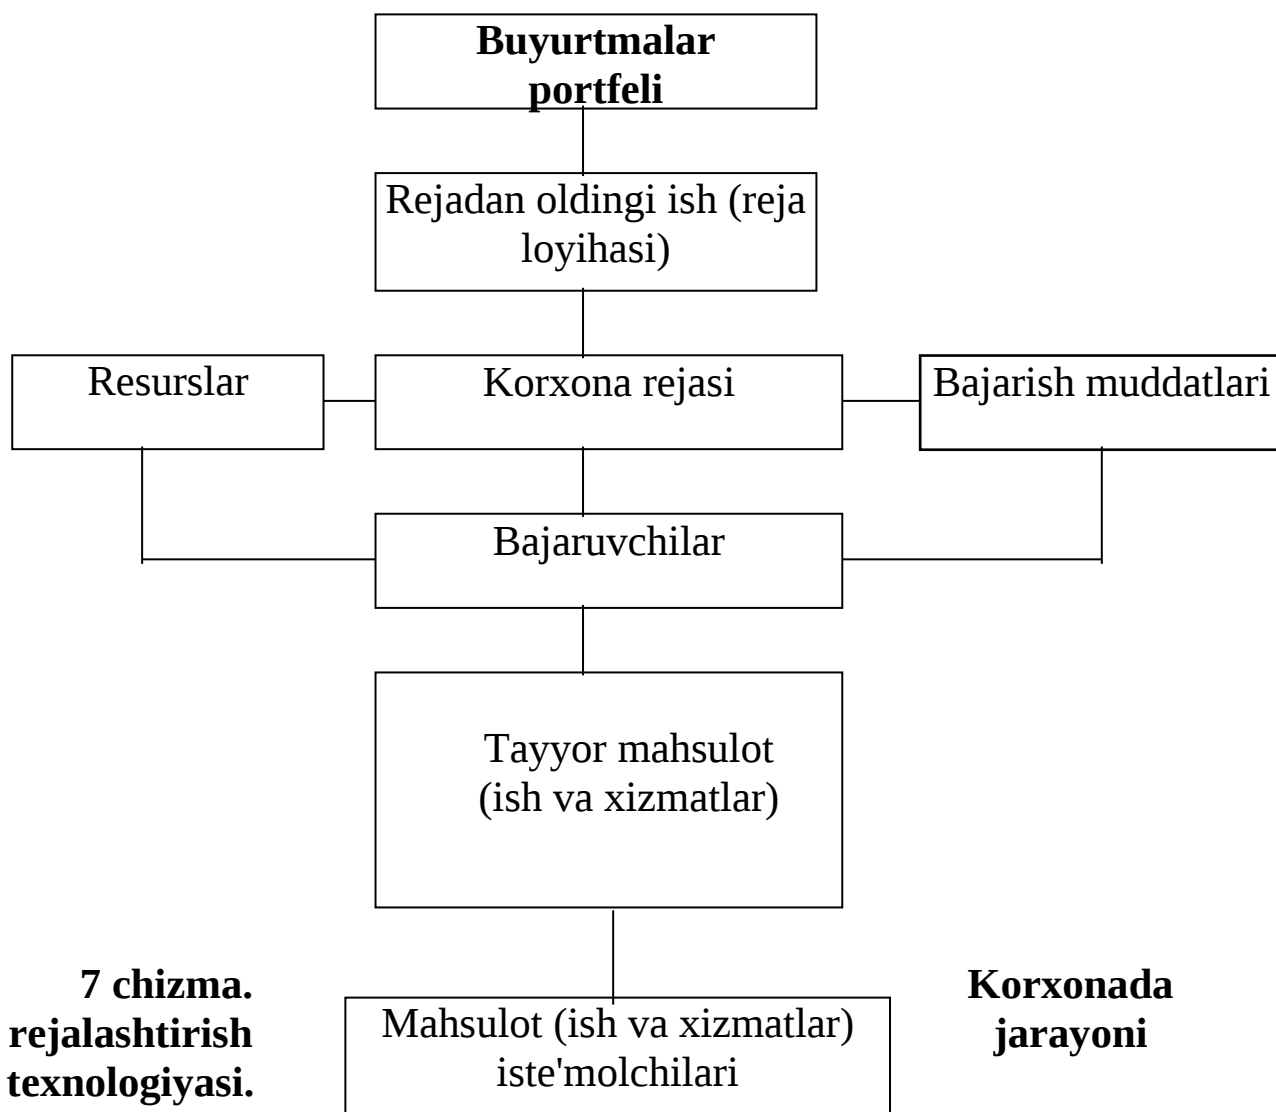 Buyurtmalar
portfeli
Rejadan oldingi ish (reja
loyihasi)
Resurslar
Korxona rejasi
Bajarish muddatlari
Bajaruvchilar
Tayyor mahsulot
(ish va xizmatlar)
7 chizma.
rejalashtirish
texnologiyasi.
Mahsulot (ish va xizmatlar)
iste'molchilari
Korxonada
jarayoni